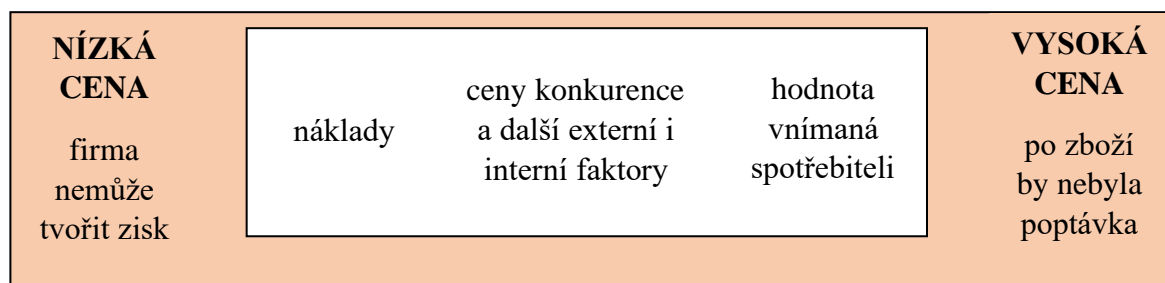 NÍZKÁ
CENA
firma
nemůže
tvořit zisk
náklady
ceny konkurence
a další externí i
interní faktory
hodnota
vnímaná
spotřebiteli
VYSOKÁ
CENA
po zboží
by nebyla
poptávka